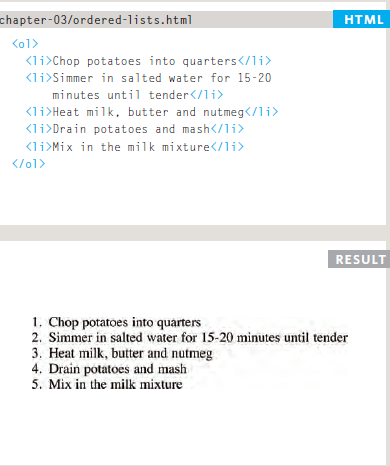 chapter-03/ordered-lists.html HTML
<ol>
<li>Chop potatoes into quarters</li>
<li>Simmer in salted water for 15-20
minutes until tender</li>
<li>Heat milk, butter and nutmeg</li>
<li>Drain potatoes and mash</li>
<li>Mix in the milk mixture</li>
</ol>
RESULT
1. Chop potatoes into quarters
2. Simmer in salted water for 15-20 minutes until tender
3. Heat milk, butter and nutmeg
4. Drain potatoes and mash
5. Mix in the milk mixture